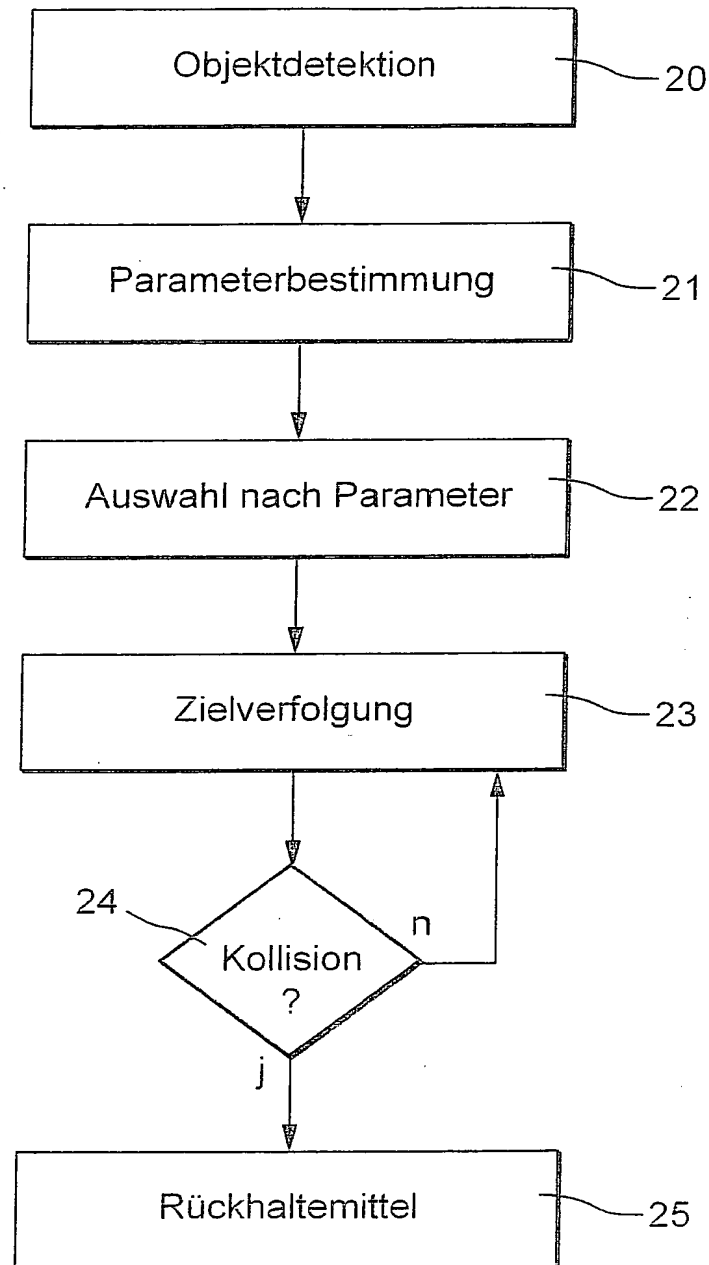 Objektdetektion
20
Parameterbestimmung
21
Auswahl nach Parameter
22
Zielverfolgung
23
24
n
Kollision
?
j
Rückhaltemittel
25